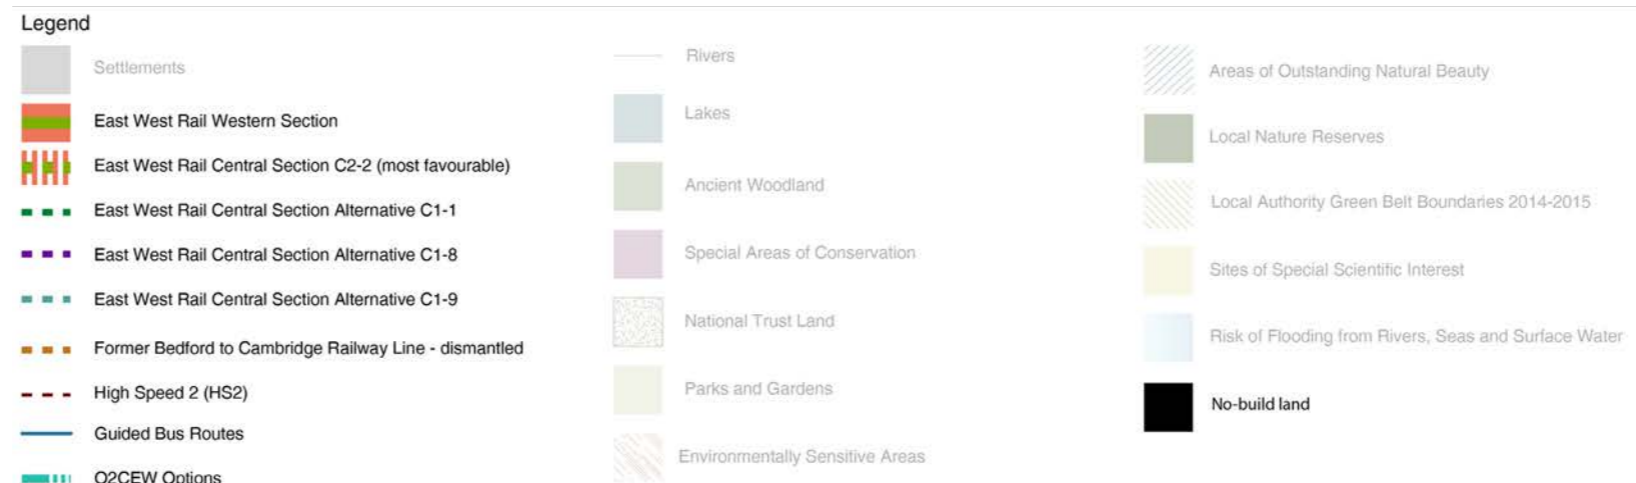 Legend
Settlements
East West Rail Western Section
East West Rail Central Section C2-2 (most favourable)
East West Rail Central Section Alternative C1-1
East West Rail Central Section Alternative C1-8
East West Rail Central Section Alternative C1-9
Former Bedford to Cambridge Railway Line - dismantled
High Speed 2 (HS2)
Guided Bus Routes
O2CEW Options
Rivers
Lakes
Ancient Woodland
Special Areas of Conservation
National Trust Land
Parks and Gardens
Environmentally Sensitive Areas
Areas of Outstanding Natural Beauty
Local Nature Reserves
Local Authority Green Belt Boundaries 2014-2015
Sites of Special Scientific Interest
Risk of Flooding from Rivers, Seas and Surface Water
No-build land